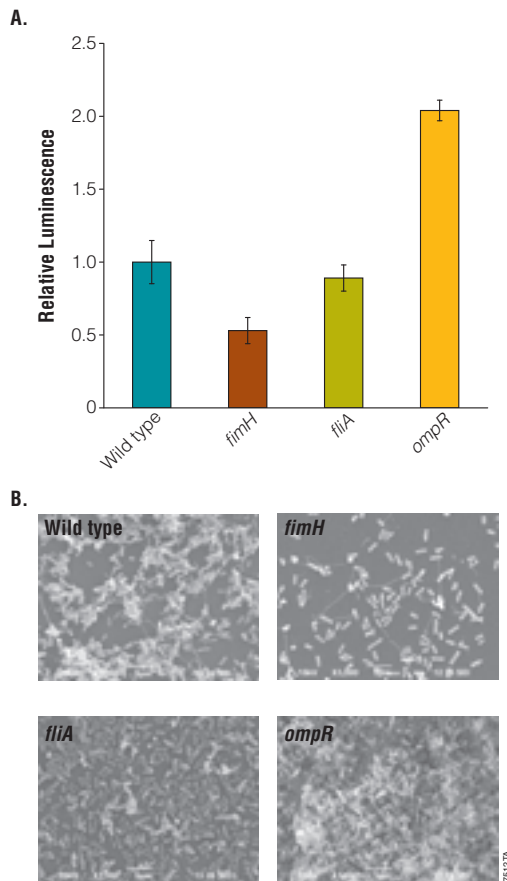 A.
2.5
2.0
1.5
1.0
0.5
0
Relative Luminescence
Wild type
fimH
fliA
ompR
B.
Wild type
fimH
fliA
ompR